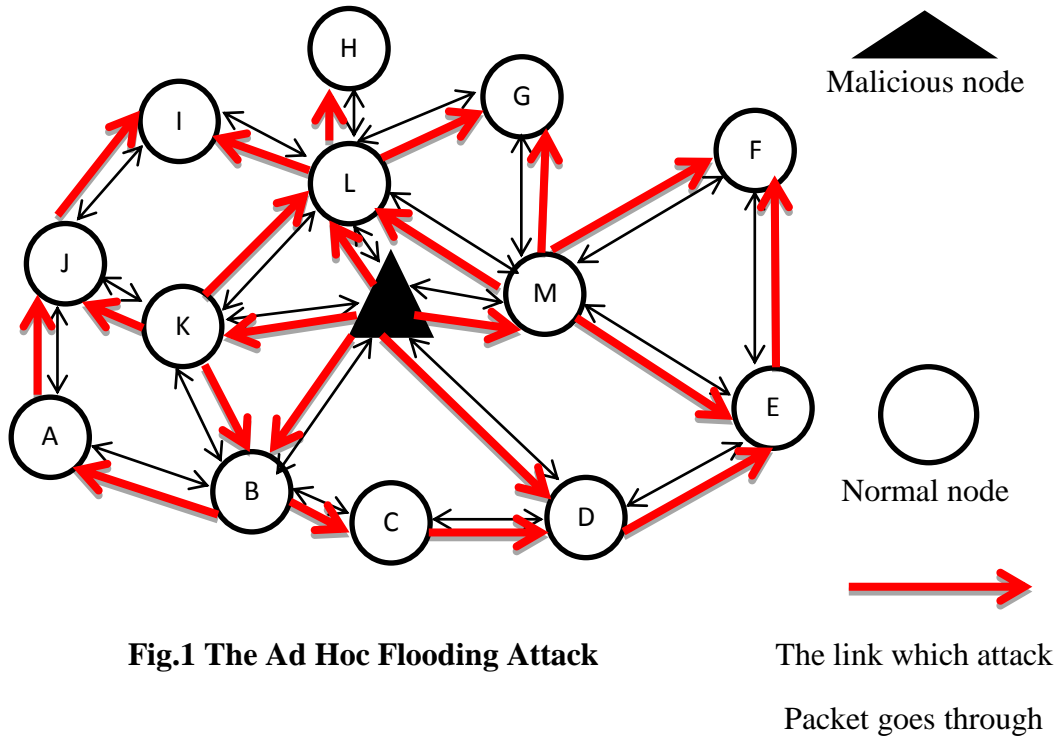 H
G
I
F
L
J
M
K
E
A
B
C
D
Malicious node
Normal node
The link which attack
Packet goes through
Fig.1 The Ad Hoc Flooding Attack